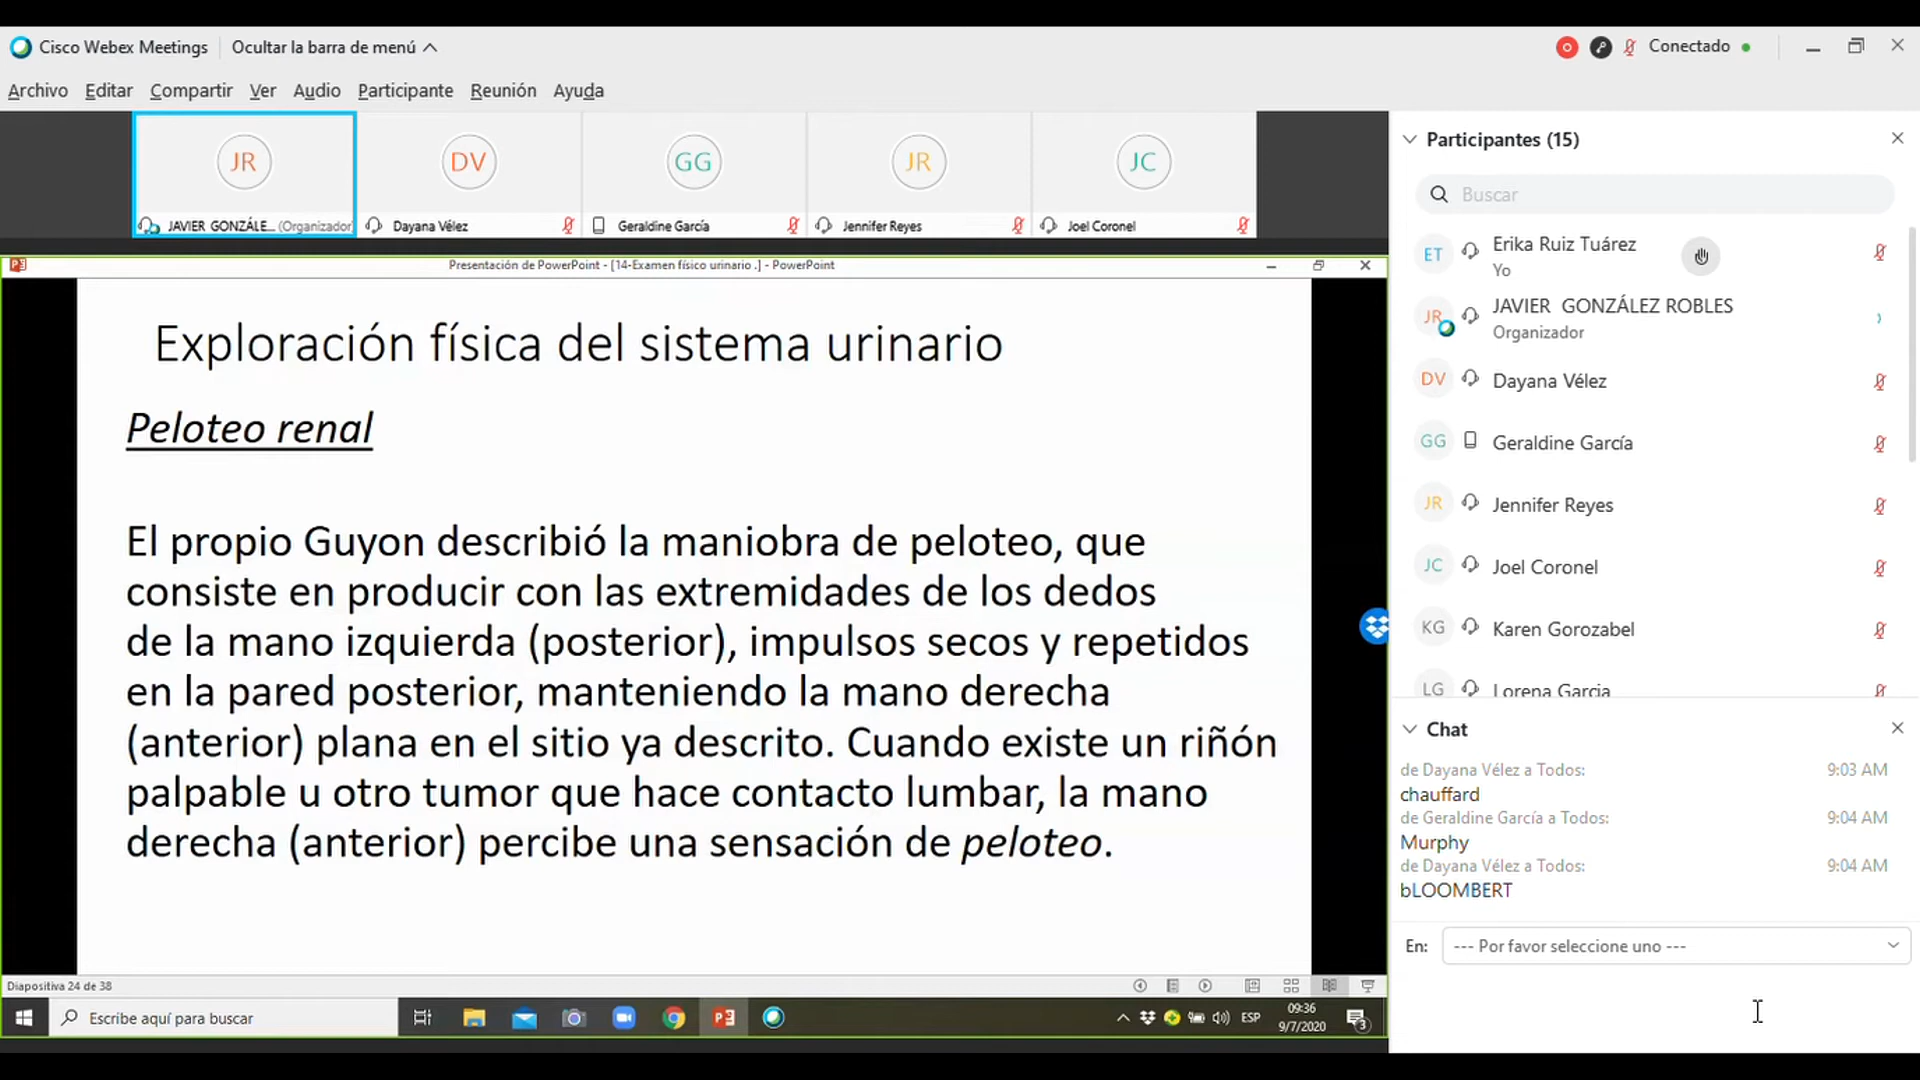 Cisco Webex Meetings
Ocultar la barra de menú
Conectado
Archivo Editar Compartir Ver Audio Participante Reunión Ayuda
JR
DV
GG
JR
JC
JAVIER GONZÁLE... (Organizador)
Dayana Vélez
Geraldine García
Jennifer Reyes
Joel Coronel
Presentación de PowerPoint - [14-Examen físico urinario .] - PowerPoint
Exploración física del sistema urinario
Peloteo renal
El propio Guyon describió la maniobra de peloteo, que
consiste en producir con las extremidades de los dedos
de la mano izquierda (posterior), impulsos secos y repetidos
en la pared posterior, manteniendo la mano derecha
(anterior) plana en el sitio ya descrito. Cuando existe un riñón
palpable u otro tumor que hace contacto lumbar, la mano
derecha (anterior) percibe una sensación de peloteo.
Diapositiva 24 de 38
Escribe aquí para buscar
ESP
09:36
9/7/2020
3
Participantes (15)
Buscar
ET Erika Ruiz Tuárez
Yo
JR JAVIER GONZÁLEZ ROBLES
Organizador
DV Dayana Vélez
GG Geraldine García
JR Jennifer Reyes
JC Joel Coronel
KG Karen Gorozabel
LG Lorena Garcia
Chat
de Dayana Vélez a Todos: 9:03 AM
chauffard
de Geraldine García a Todos: 9:04 AM
Murphy
de Dayana Vélez a Todos: 9:04 AM
bLOOMBERT
En: --- Por favor seleccione uno ---